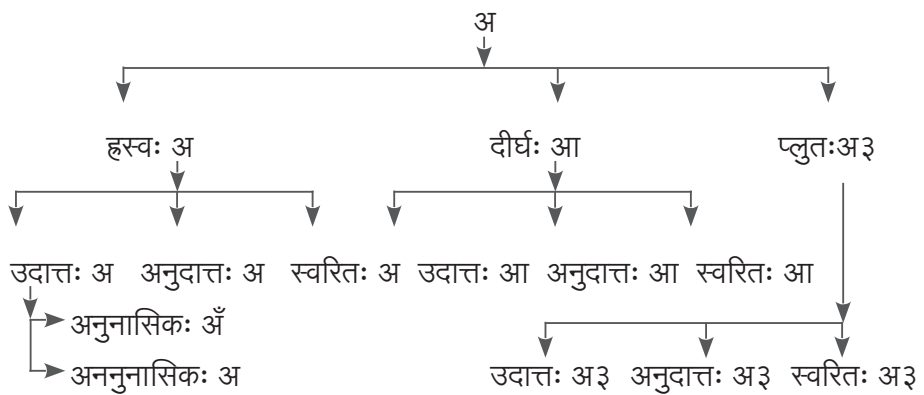 अ
ह्रस्वः अ दीर्घः आ प्लुतः अ३
उदात्तः अ अनुदात्तः अ स्वरितः अ उदात्तः आ अनुदात्तः आ स्वरितः आ
अनुनासिकः अँ
अननुनासिकः अ उदात्तः अ३ अनुदात्तः अ३ स्वरितः अ३